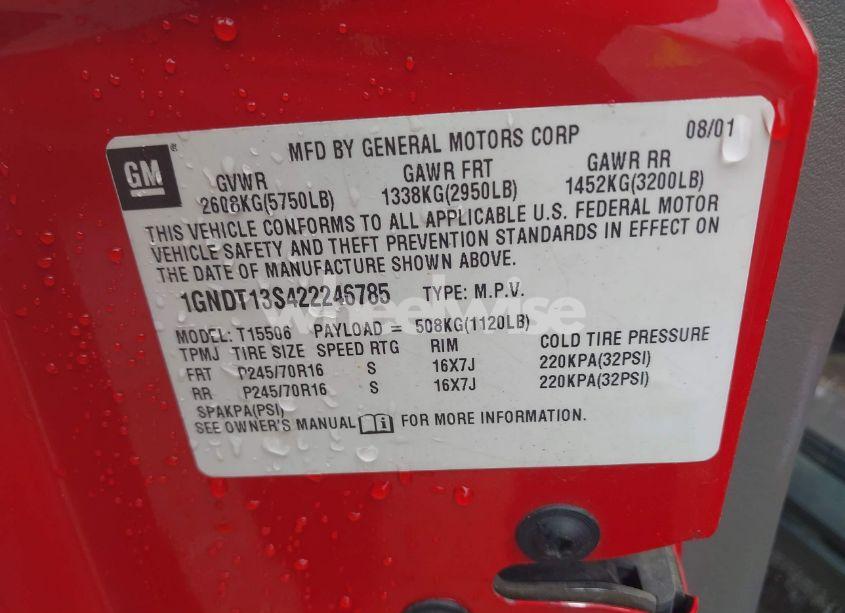 MFD BY GENERAL MOTORS CORP 08/01
GM
GVWR GAWR FRT GAWR RR
2608KG(5750LB) 1338KG(2950LB) 1452KG(3200LB)
THIS VEHICLE CONFORMS TO ALL APPLICABLE U.S. FEDERAL MOTOR
VEHICLE SAFETY AND THEFT PREVENTION STANDARDS IN EFFECT ON
THE DATE OF MANUFACTURE SHOWN ABOVE.
1GNDT13S422246785 TYPE: M.P.V.
wheelwise
MODEL: T15506 PAYLOAD = 508KG(1120LB)
TPMJ TIRE SIZE SPEED RTG RIM COLD TIRE PRESSURE
FRT P245/70R16 S 16X7J 220KPA(32PSI)
RR P245/70R16 S 16X7J 220KPA(32PSI)
SPAKPA(PSI)
SEE OWNER'S MANUAL i FOR MORE INFORMATION.